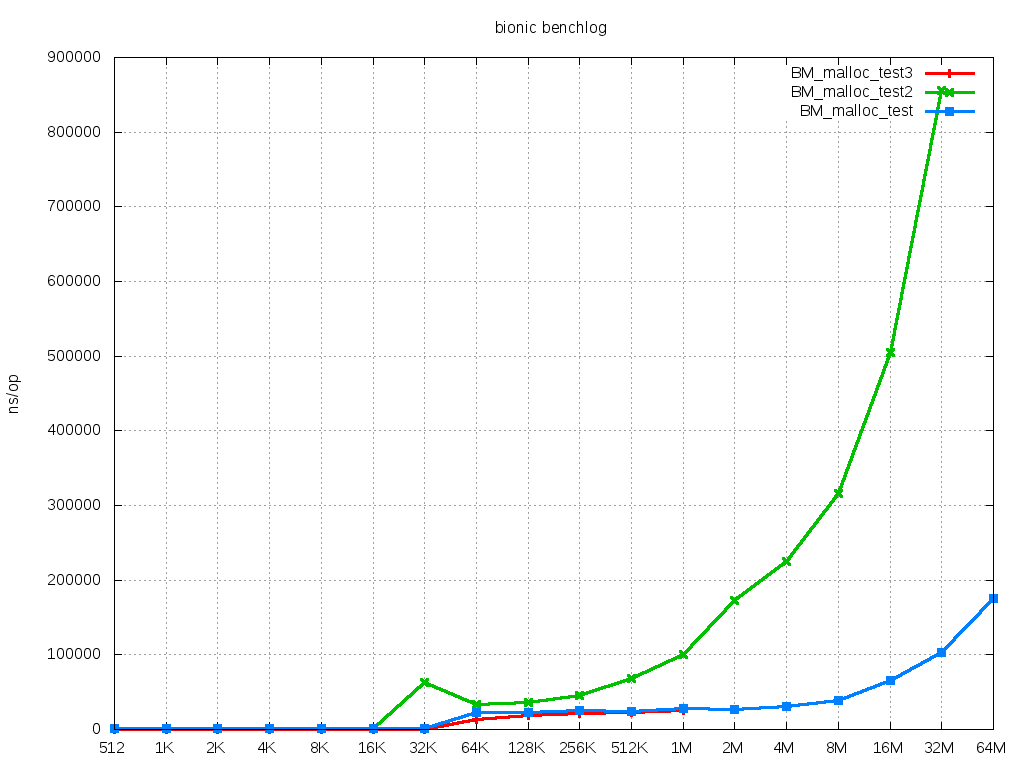 bionic benchlog
900000
800000
700000
600000
500000
400000
300000
200000
100000
0
ns/op
BM_malloc_test3
BM_malloc_test2
BM_malloc_test
512 1K 2K 4K 8K 16K 32K 64K 128K 256K 512K 1M 2M 4M 8M 16M 32M 64M